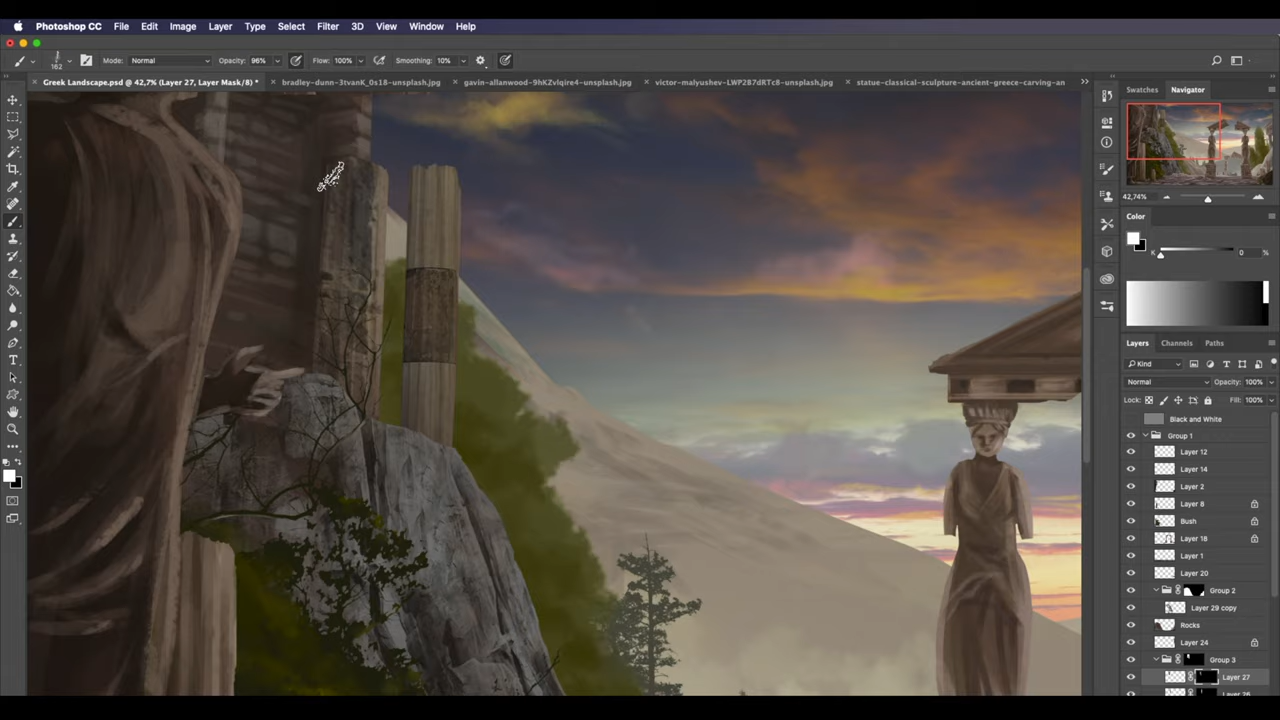 Photoshop CC File Edit Image Layer Type Select Filter 3D View Window Help
162 Mode: Normal Opacity: 96% Flow: 100% Smoothing: 10%
Greek Landscape.psd @ 42,7% (Layer 27, Layer Mask/8) * bradley-dunn-3tvanK_0s18-unsplash.jpg gavin-allanwood-9hKZvlqire4-unsplash.jpg victor-malyushev-LWP2B7dRTc8-unsplash.jpg statue-classical-sculpture-ancient-greece-carving-an
Swatches Navigator
42,74%
Color
K 0 %
Layers Channels Paths
Kind
Normal Opacity: 100%
Lock: Fill: 100%
Black and White
Group 1
Layer 12
Layer 14
Layer 2
Layer 8
Bush
Layer 18
Layer 1
Layer 20
Group 2
Layer 29 copy
Rocks
Layer 24
Group 3
Layer 27